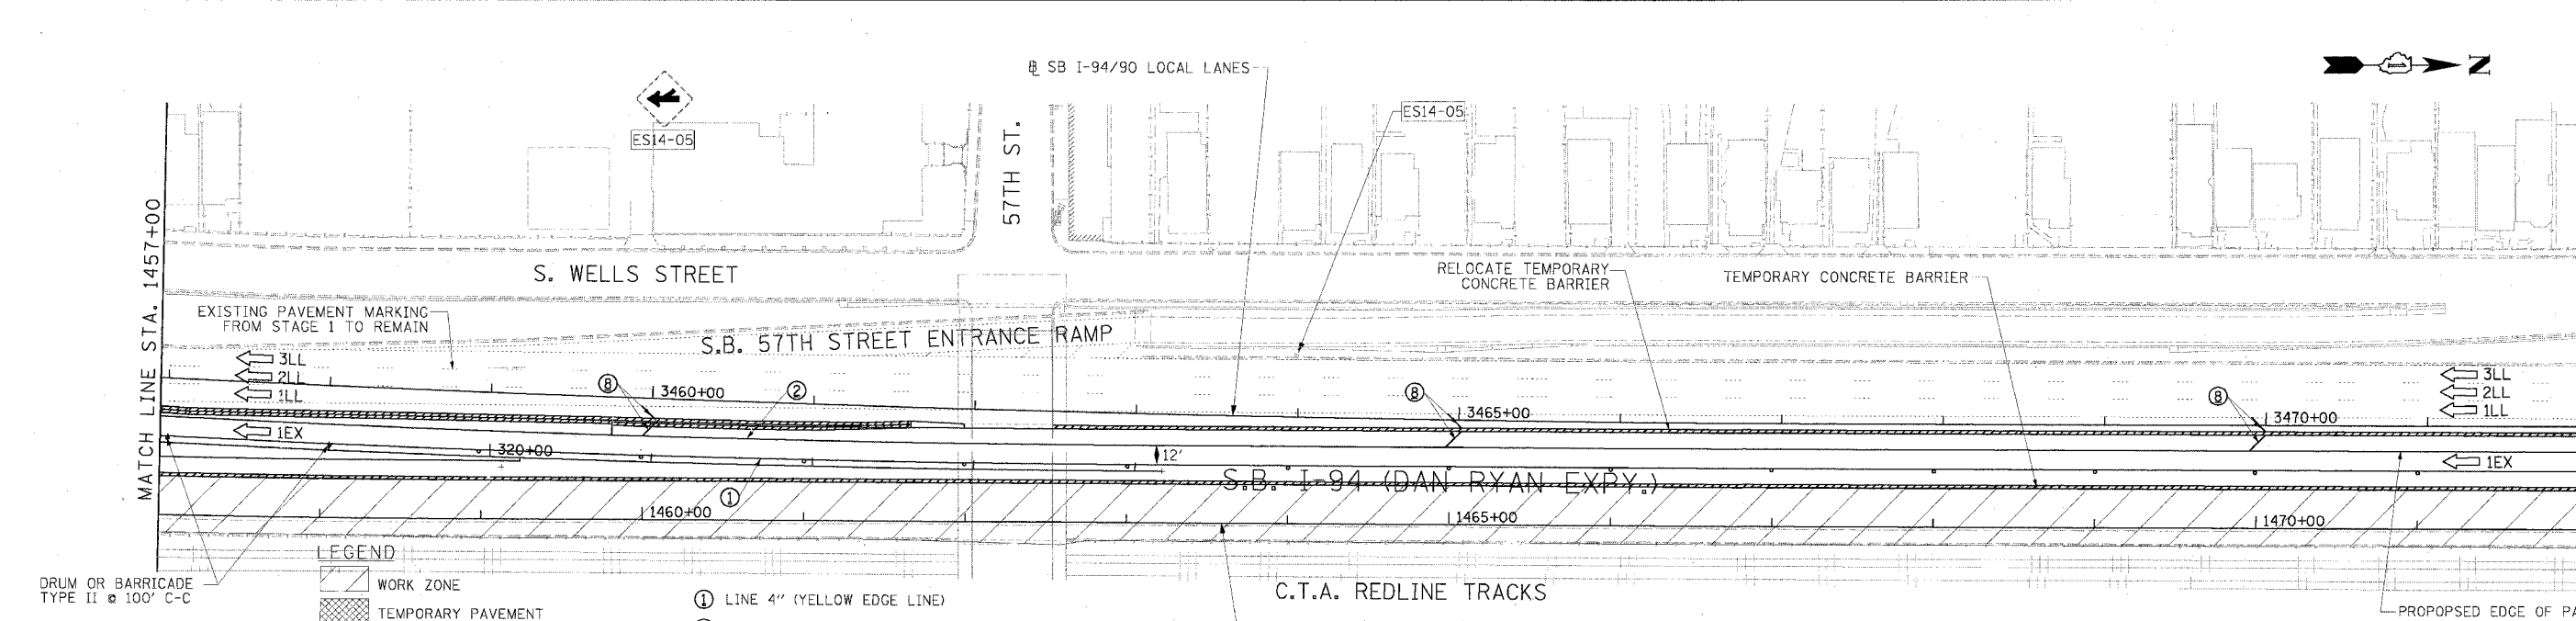 ℄ SB I-94/90 LOCAL LANES
N
ES14-05
ES14-05
57TH ST.
MATCH LINE STA. 1457+00
S. WELLS STREET
RELOCATE TEMPORARY
CONCRETE BARRIER
TEMPORARY CONCRETE BARRIER
EXISTING PAVEMENT MARKING
FROM STAGE 1 TO REMAIN
S.B. 57TH STREET ENTRANCE RAMP
3LL
2LL
1LL
1EX
3LL
2LL
1LL
1EX
8
3460+00
2
8
3465+00
8
3470+00
320+00
12'
S.B. I-94 (DAN RYAN EXPY.)
1
1460+00
1465+00
1470+00
DRUM OR BARRICADE
TYPE II @ 100' C-C
LEGEND
WORK ZONE
TEMPORARY PAVEMENT
1 LINE 4" (YELLOW EDGE LINE)
C.T.A. REDLINE TRACKS
PROPOPSED EDGE OF PA